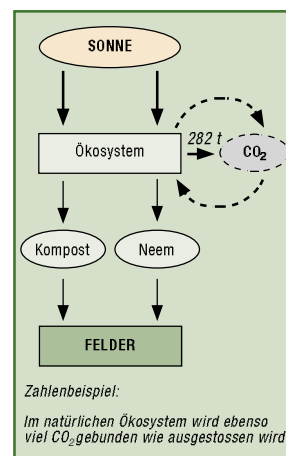 SONNE
282 t
Ökosystem
CO₂
Kompost Neem
FELDER
Zahlenbeispiel:
Im natürlichen Ökosystem wird ebenso
viel CO₂ gebunden wie ausgestossen wird